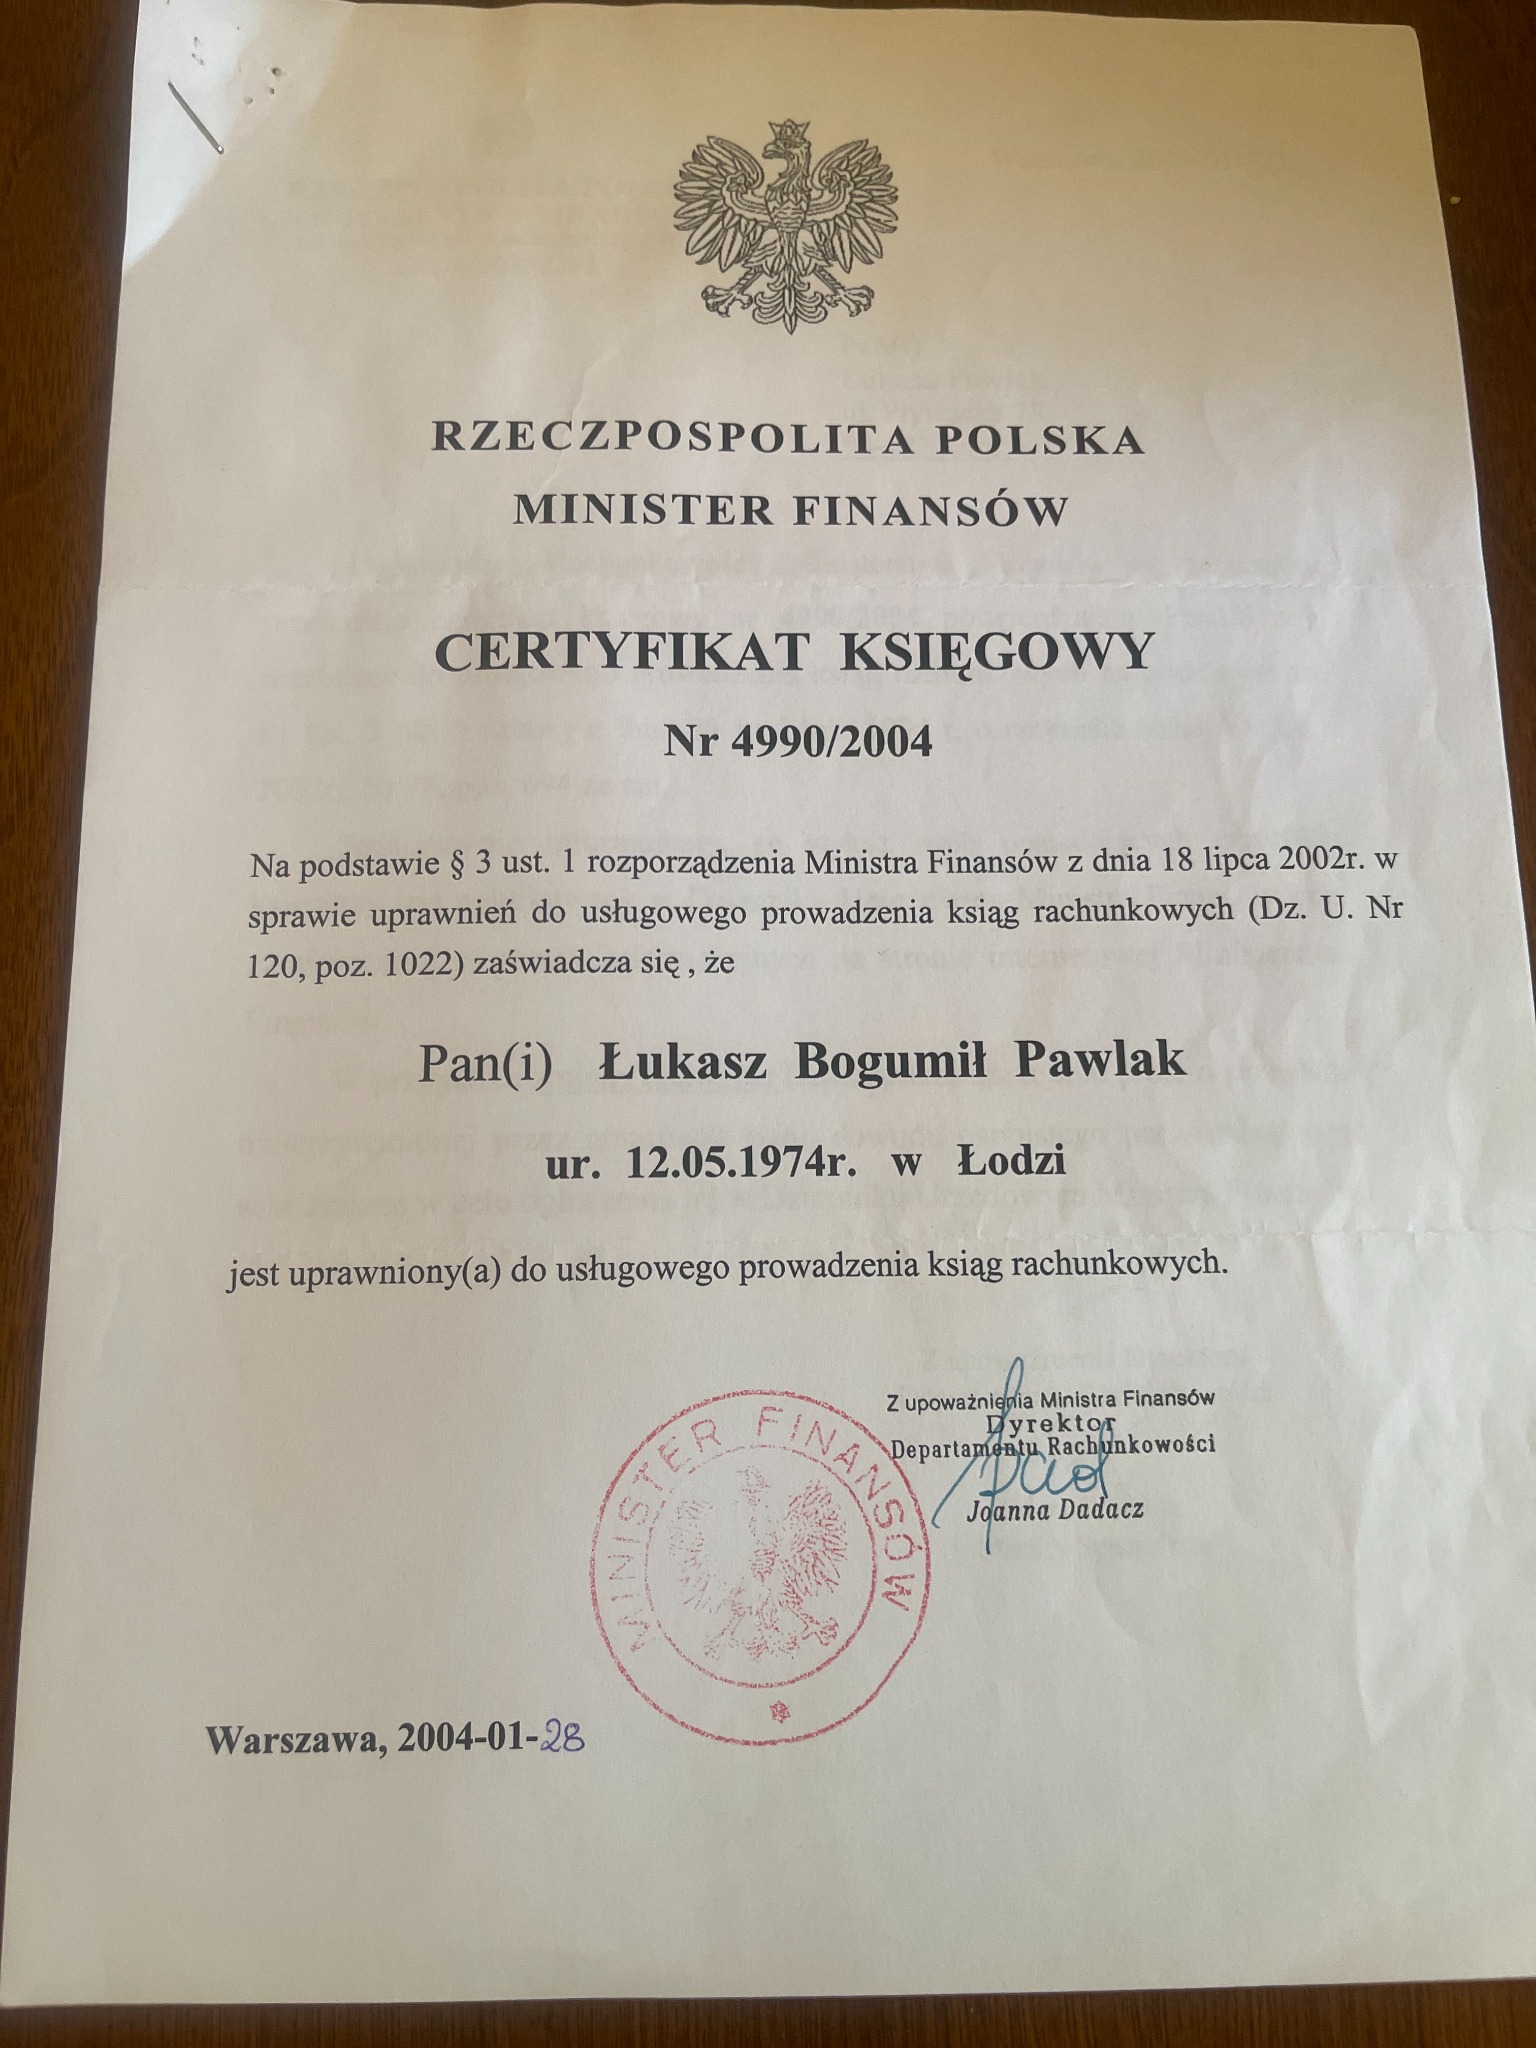 RZECZPOSPOLITA POLSKA
MINISTER FINANSÓW
CERTYFIKAT KSIĘGOWY
Nr 4990/2004
Na podstawie § 3 ust. 1 rozporządzenia Ministra Finansów z dnia 18 lipca 2002r. w
sprawie uprawnień do usługowego prowadzenia ksiąg rachunkowych (Dz. U. Nr
120, poz. 1022) zaświadcza się , że
Pan(i) Łukasz Bogumił Pawlak
ur. 12.05.1974r. w Łodzi
jest uprawniony(a) do usługowego prowadzenia ksiąg rachunkowych.
Z upoważnienia Ministra Finansów
Dyrektor
Departamentu Rachunkowości
Joanna Dadacz
MINISTER FINANSÓW
Warszawa, 2004-01-28